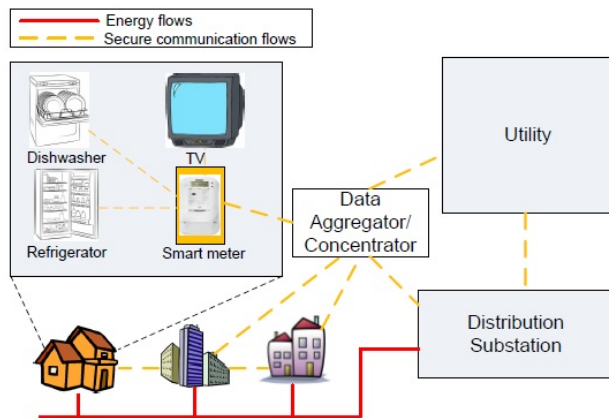 Energy flows
Secure communication flows
Dishwasher
TV
Refrigerator
Smart meter
Data
Aggregator/
Concentrator
Utility
Distribution
Substation